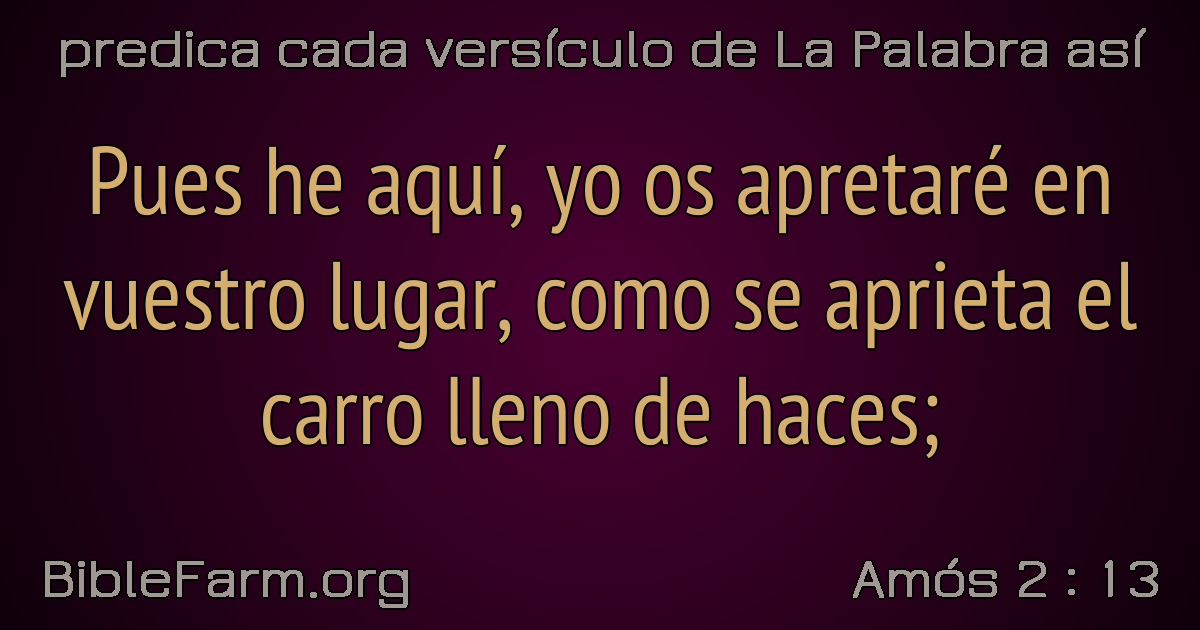 predica cada versículo de La Palabra así
Pues he aquí, yo os apretaré en
vuestro lugar, como se aprieta el
carro lleno de haces;
BibleFarm.org
Amós 2 : 13